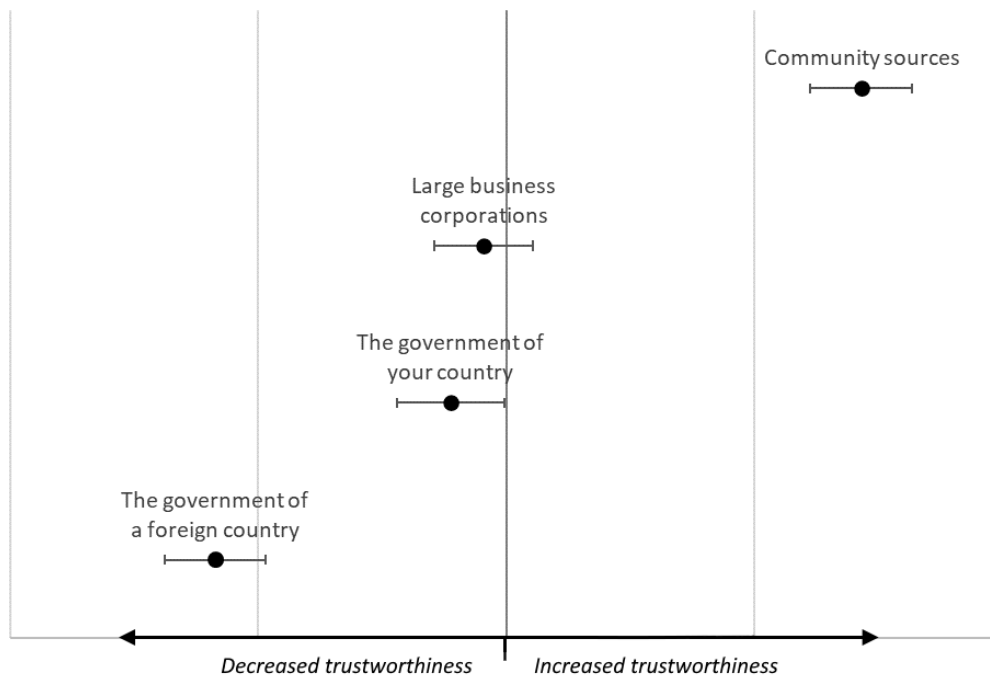 Community sources
Large business
corporations
The government of
your country
The government of
a foreign country
Decreased trustworthiness
Increased trustworthiness